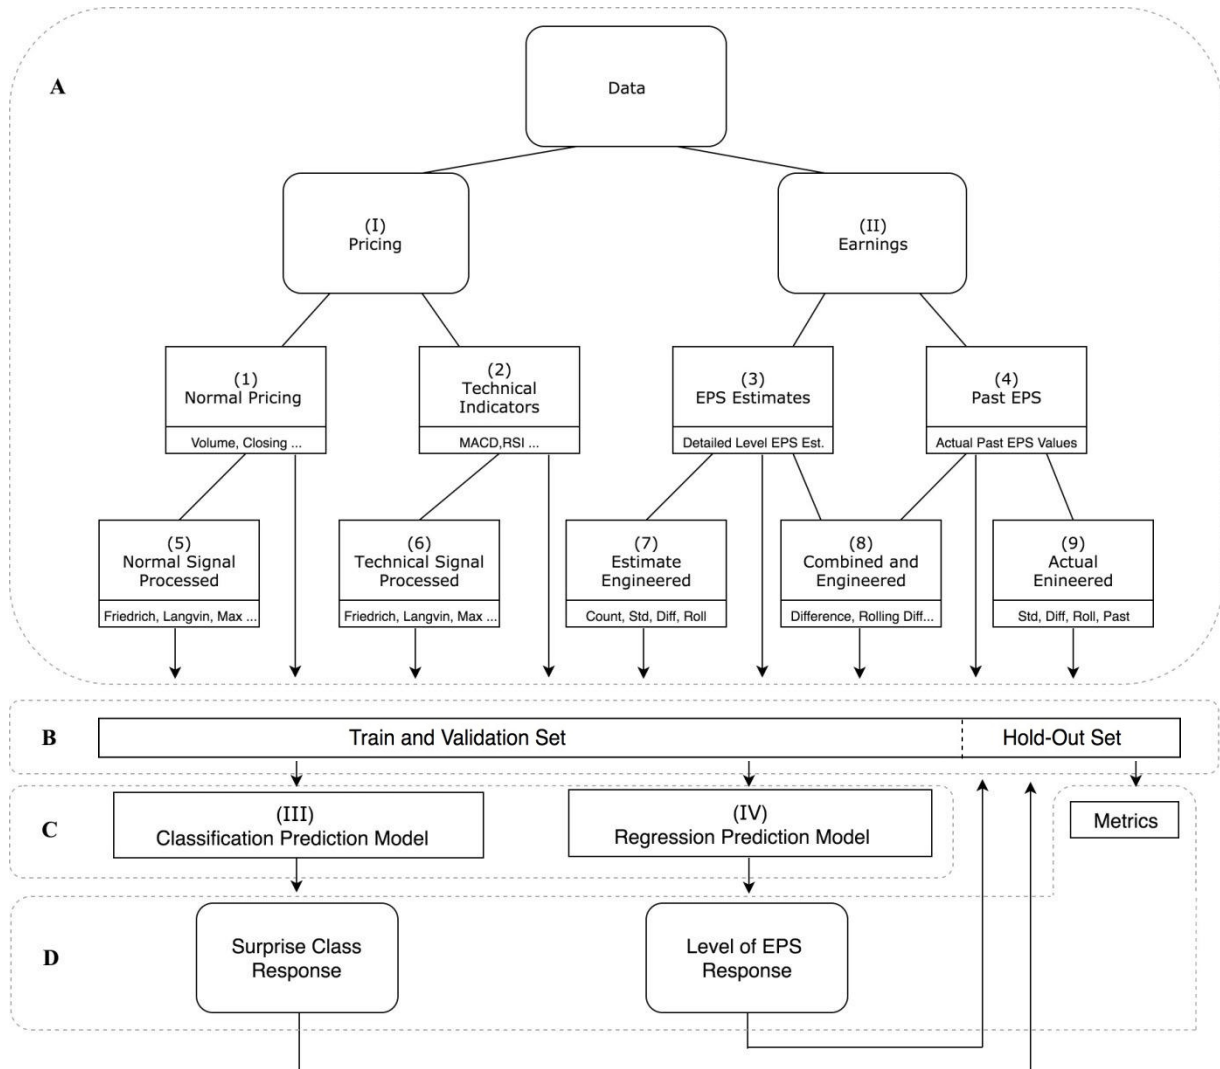 A
Data
(I)
Pricing
(II)
Earnings
(1)
Normal Pricing
Volume, Closing ...
(2)
Technical
Indicators
MACD,RSI ...
(3)
EPS Estimates
Detailed Level EPS Est.
(4)
Past EPS
Actual Past EPS Values
(5)
Normal Signal
Processed
Friedrich, Langvin, Max ...
(6)
Technical Signal
Processed
Friedrich, Langvin, Max ...
(7)
Estimate
Engineered
Count, Std, Diff, Roll
(8)
Combined and
Engineered
Difference, Rolling Diff...
(9)
Actual
Enineered
Std, Diff, Roll, Past
B
Train and Validation Set
Hold-Out Set
C
(III)
Classification Prediction Model
(IV)
Regression Prediction Model
Metrics
D
Surprise Class
Response
Level of EPS
Response